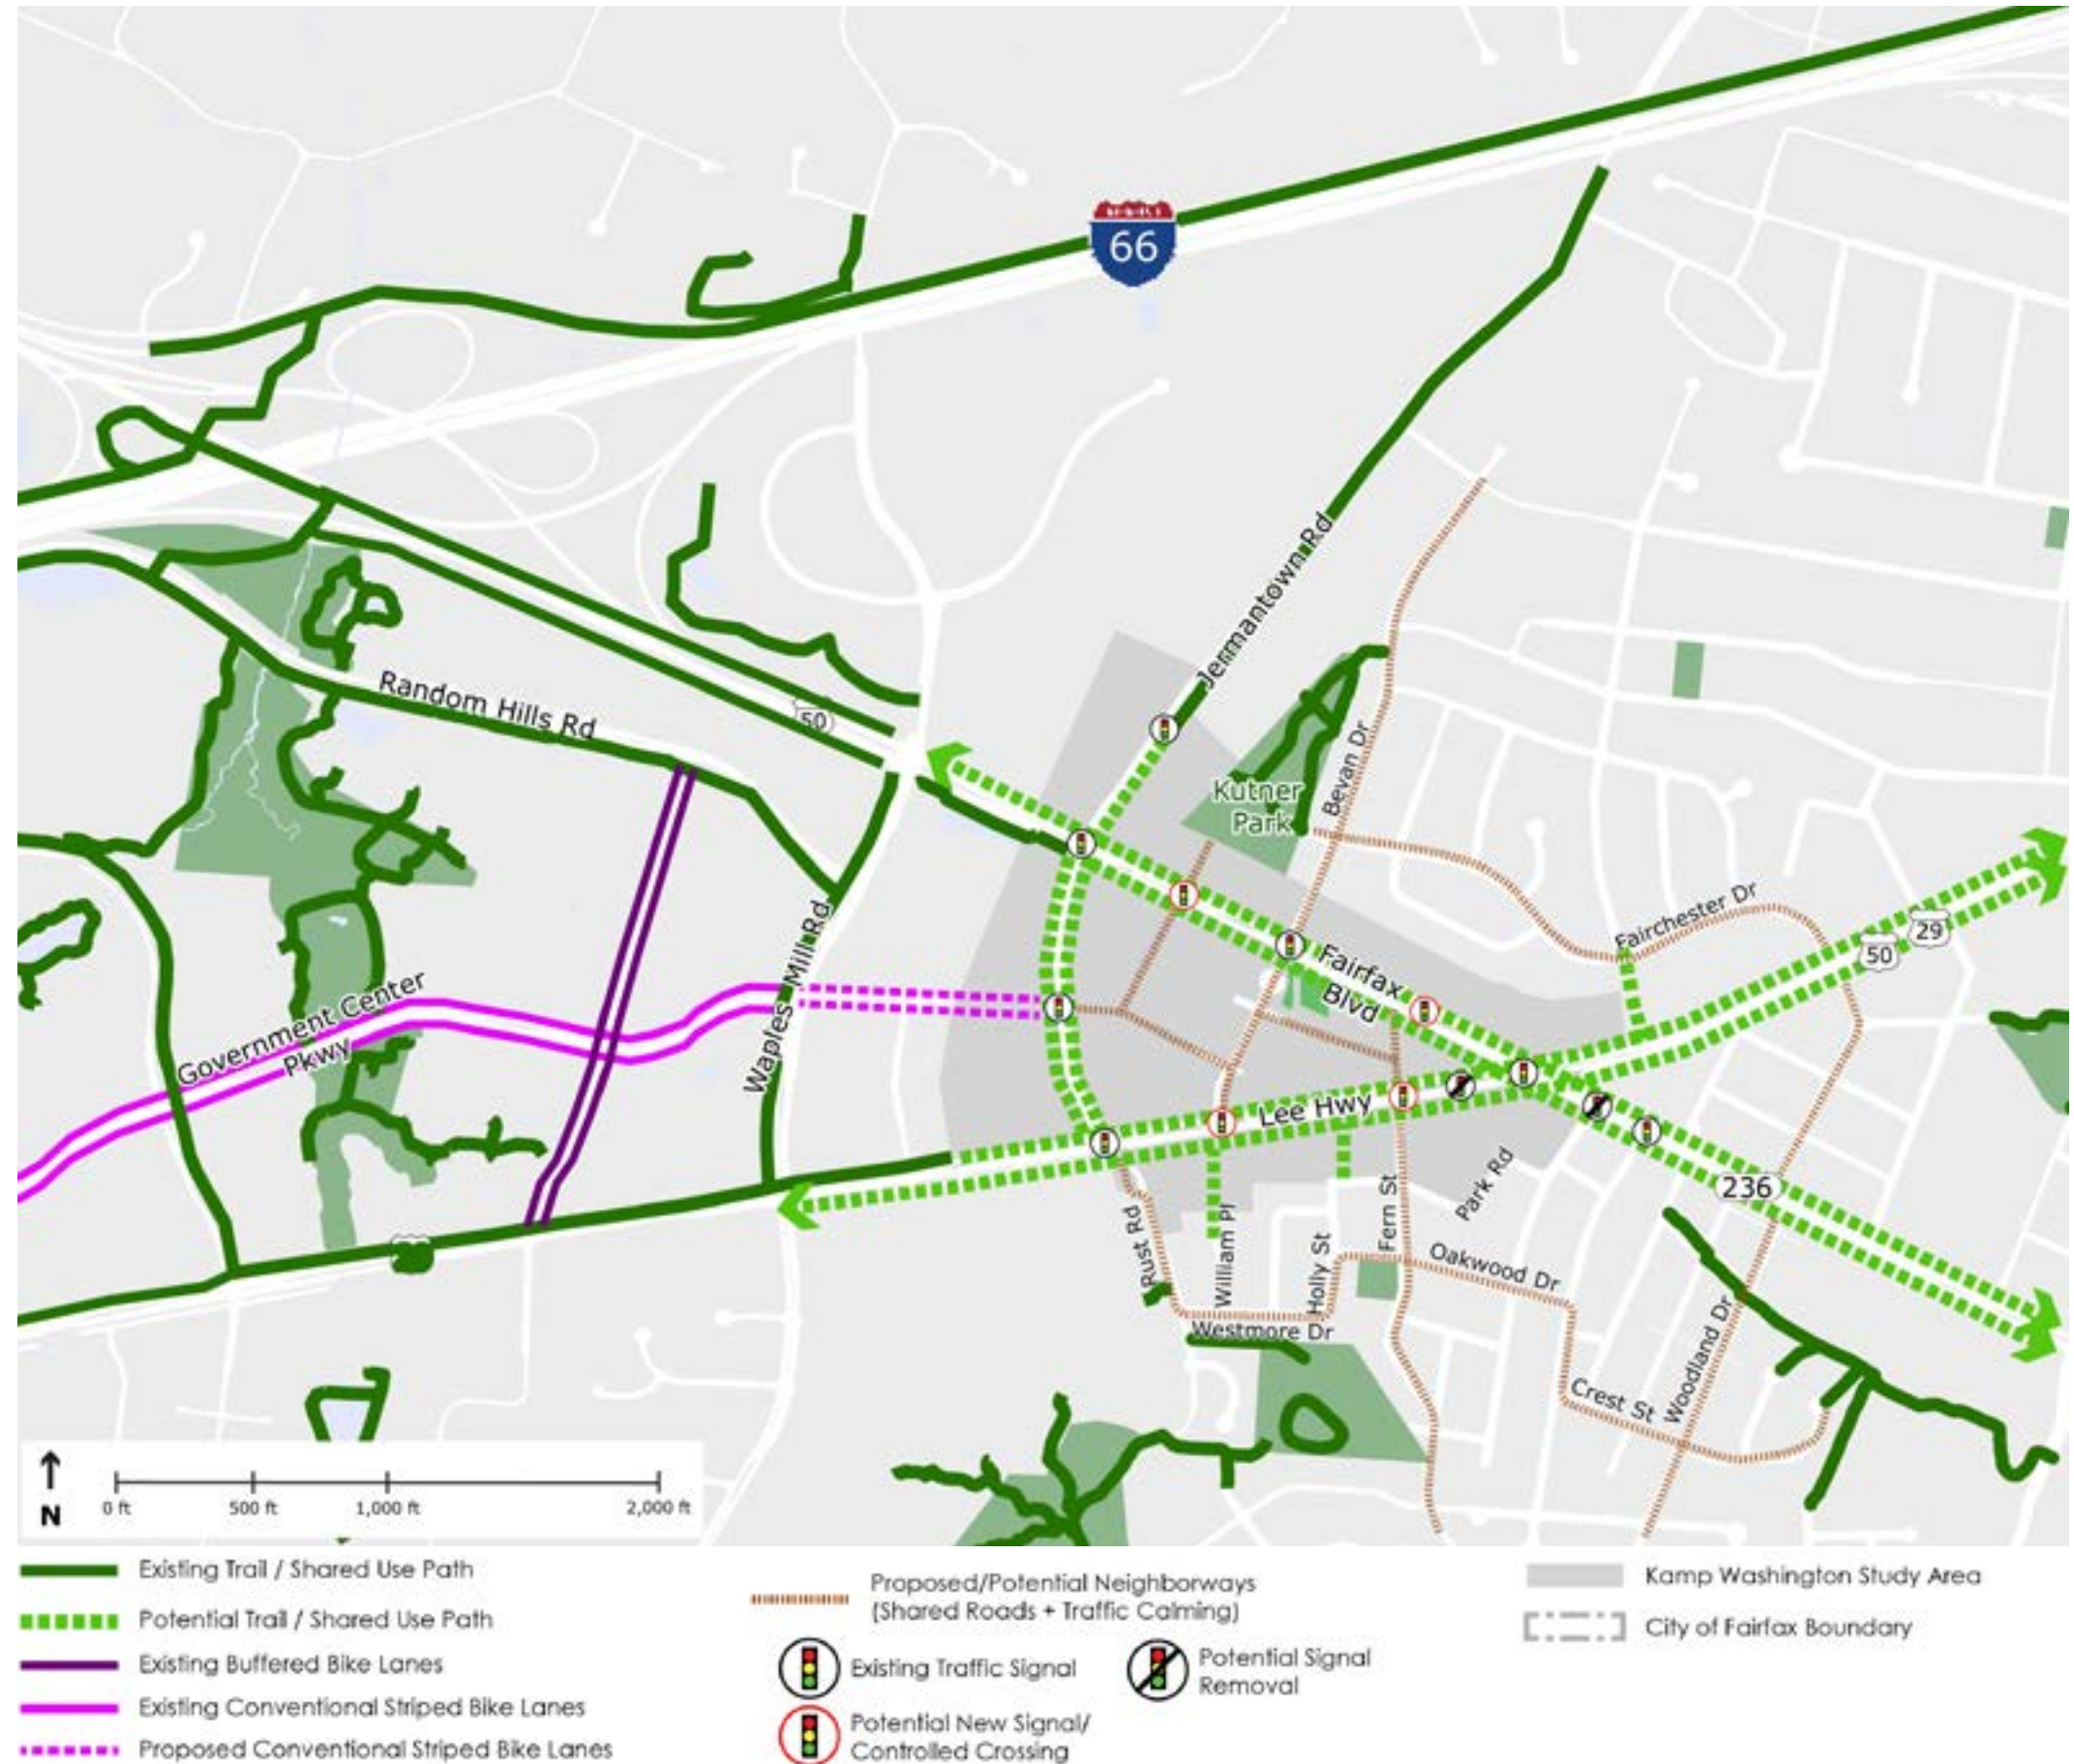 66
Jermantown Rd
Random Hills Rd
50
Kutner
Park
Bevan Dr
Fairchester Dr
29
50
Fairfax
Blvd
Waples Mill Rd
Government Center
Pkwy
Lee Hwy
Park Rd
236
Rust Rd
William Pl
Holly St
Fern St
Oakwood Dr
Westmore Dr
Woodland Dr
Crest St
N
0 ft
500 ft
1,000 ft
2,000 ft
Existing Trail / Shared Use Path
Potential Trail / Shared Use Path
Existing Buffered Bike Lanes
Existing Conventional Striped Bike Lanes
Proposed Conventional Striped Bike Lanes
Proposed/Potential Neighborways
(Shared Roads + Traffic Calming)
Existing Traffic Signal
Potential New Signal/
Controlled Crossing
Potential Signal
Removal
Kamp Washington Study Area
City of Fairfax Boundary